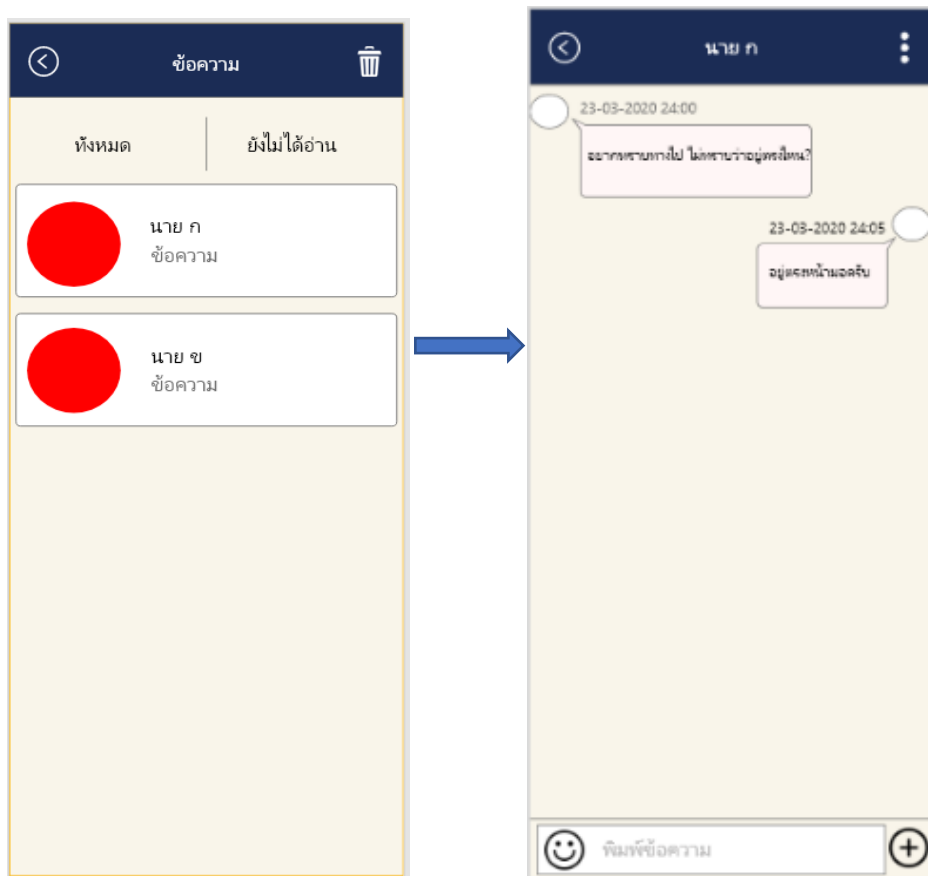 ข้อความ
ทั้งหมด
ยังไม่ได้อ่าน
นาย ก
ข้อความ
นาย ข
ข้อความ
นาย ก
23-03-2020 24:00
อยากทราบทางไป ไม่ทราบว่าอยู่ตรงไหน?
23-03-2020 24:05
อยู่ตรงหน้ามอครับ
พิมพ์ข้อความ